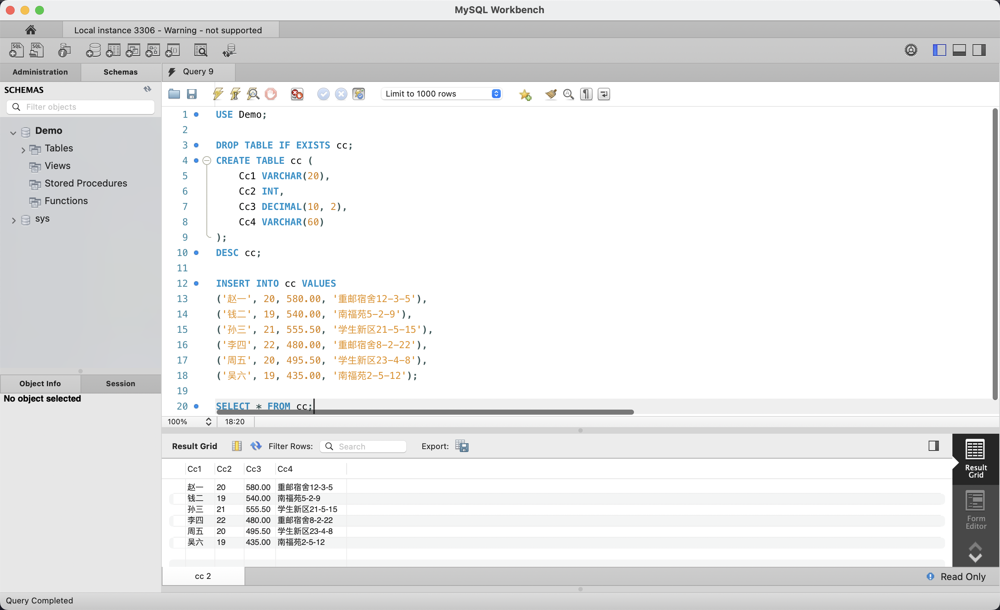 MySQL Workbench
Local instance 3306 - Warning - not supported
Administration
Schemas
Query 9
SCHEMAS
Filter objects
Demo
Tables
Views
Stored Procedures
Functions
sys
Object Info
Session
No object selected
Limit to 1000 rows
1 USE Demo;
2
3 DROP TABLE IF EXISTS cc;
4 CREATE TABLE cc (
5 Cc1 VARCHAR(20),
6 Cc2 INT,
7 Cc3 DECIMAL(10, 2),
8 Cc4 VARCHAR(60)
9 );
10 DESC cc;
11
12 INSERT INTO cc VALUES
13 ('赵一', 20, 580.00, '重邮宿舍12-3-5'),
14 ('钱二', 19, 540.00, '南福苑5-2-9'),
15 ('孙三', 21, 555.50, '学生新区21-5-15'),
16 ('李四', 22, 480.00, '重邮宿舍8-2-22'),
17 ('周五', 20, 495.50, '学生新区23-4-8'),
18 ('吴六', 19, 435.00, '南福苑2-5-12');
19
20 SELECT * FROM cc;
100% 18:20
Result Grid Filter Rows: Search Export:
Cc1 Cc2 Cc3 Cc4
赵一 20 580.00 重邮宿舍12-3-5
钱二 19 540.00 南福苑5-2-9
孙三 21 555.50 学生新区21-5-15
李四 22 480.00 重邮宿舍8-2-22
周五 20 495.50 学生新区23-4-8
吴六 19 435.00 南福苑2-5-12
Result
Grid
Form
Editor
cc 2
Read Only
Query Completed